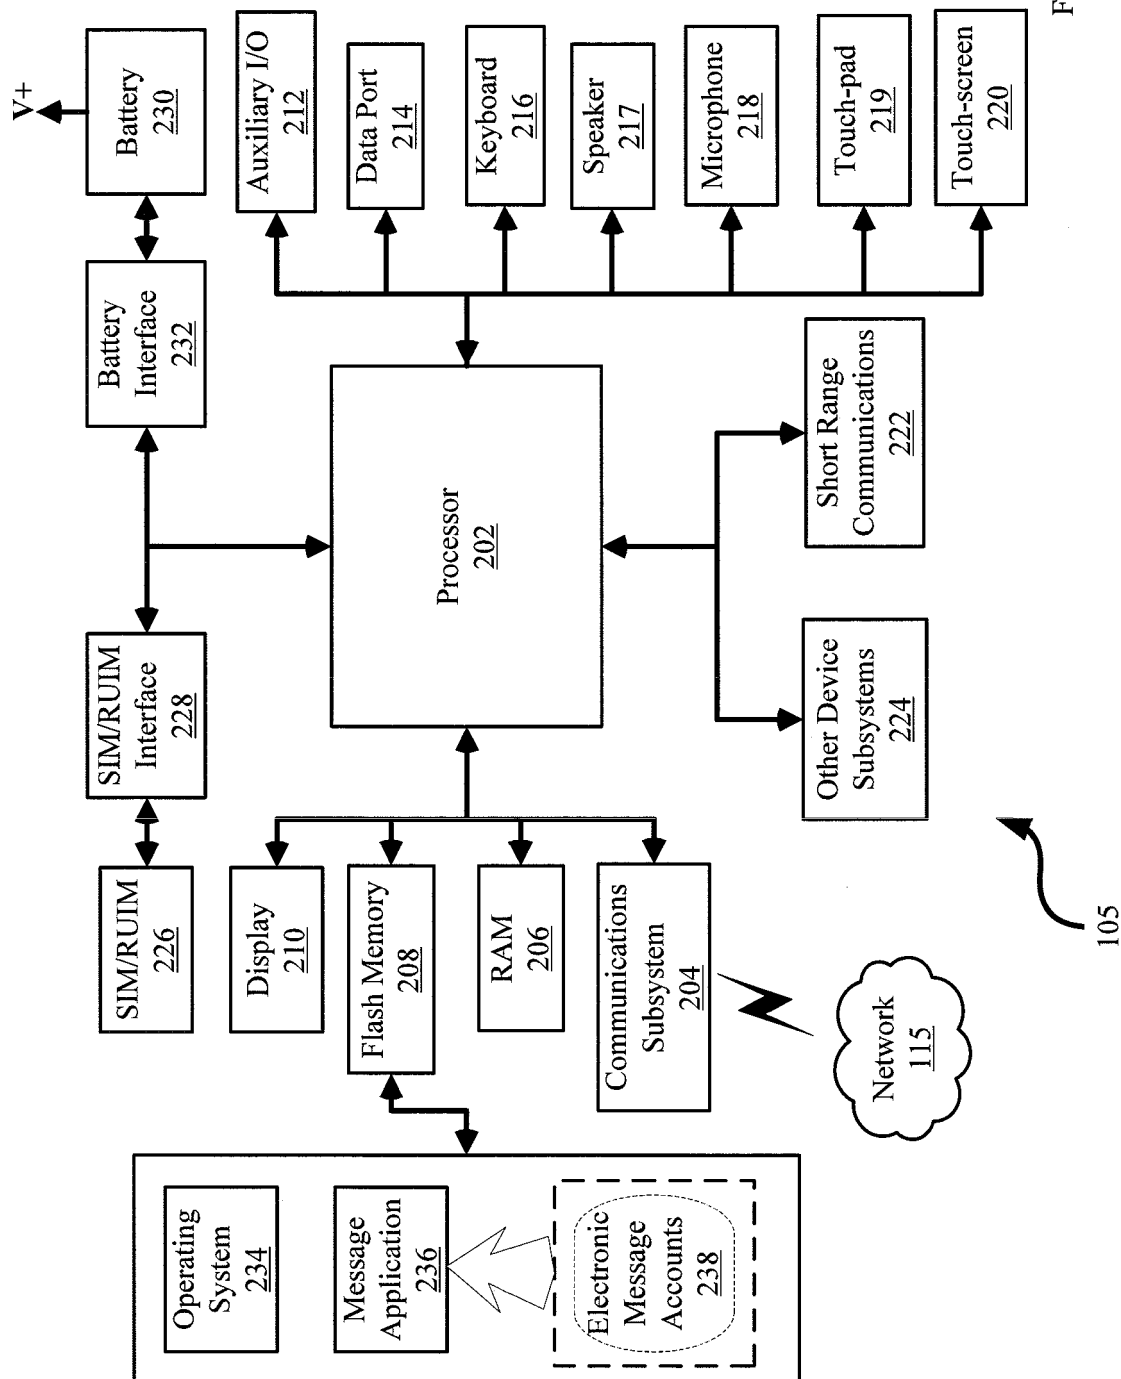 Operating
System
234
Message
Application
236
Electronic
Message
Accounts
238
SIM/RUIM
226
Display
210
Flash Memory
208
RAM
206
Communications
Subsystem
204
Network
115
105
SIM/RUIM
Interface
228
Processor
202
Other Device
Subsystems
224
Short Range
Communications
222
Battery
Interface
232
Battery
230
V+
Auxiliary I/O
212
Data Port
214
Keyboard
216
Speaker
217
Microphone
218
Touch-pad
219
Touch-screen
220
F